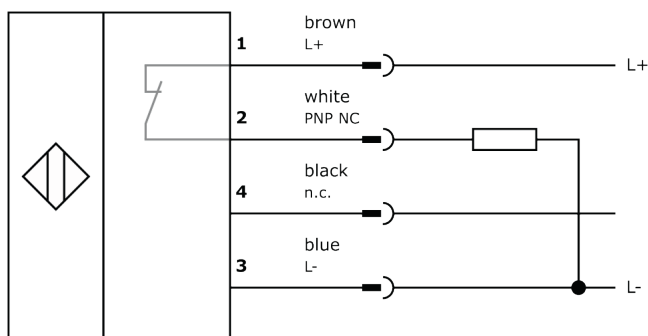 brown
1 L+ L+
white
2 PNP NC
black
4 n.c.
blue
3 L- L-